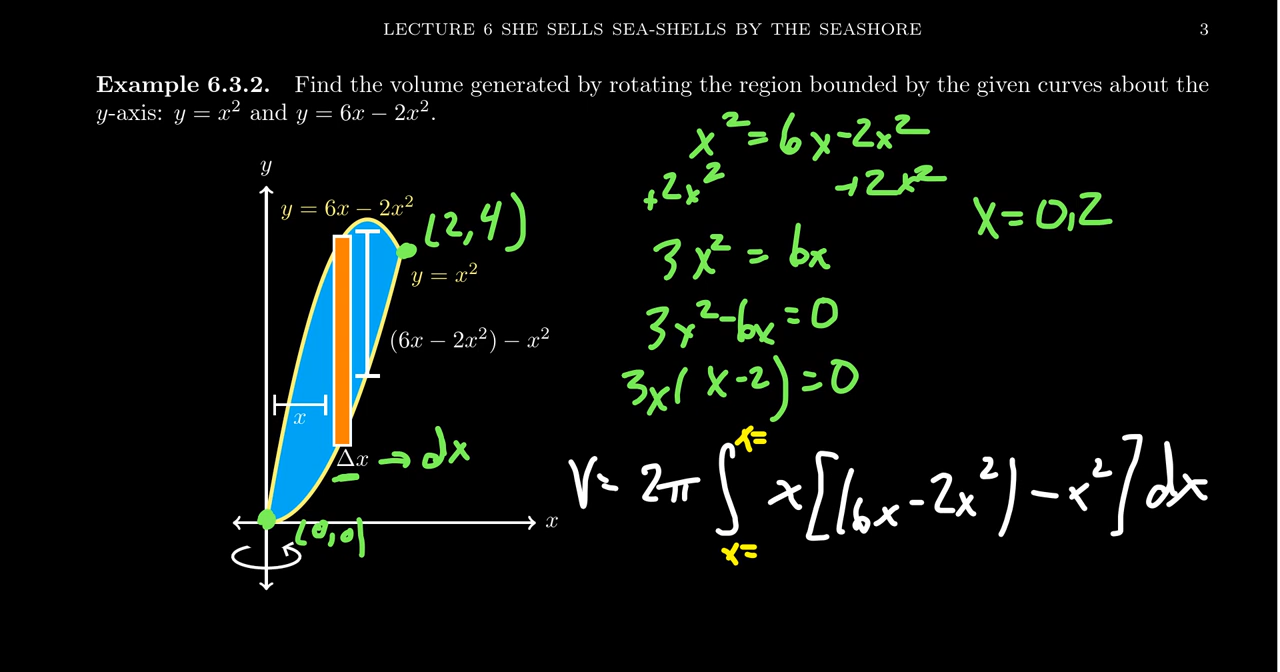 LECTURE 6 SHE SELLS SEA-SHELLS BY THE SEASHORE 3
Example 6.3.2. Find the volume generated by rotating the region bounded by the given curves about the
y-axis: y = x² and y = 6x − 2x².
x² = 6x-2x²
+2x² +2x²
3x² = 6x
3x²-6x = 0
3x(x-2) = 0
x = 0,2
y
y = 6x − 2x²
(2,4)
y = x²
(6x − 2x²) − x²
x
Δx → dx
x
(0,0)
x=
V = 2π ∫ x[(6x-2x²) - x²] dx
x=